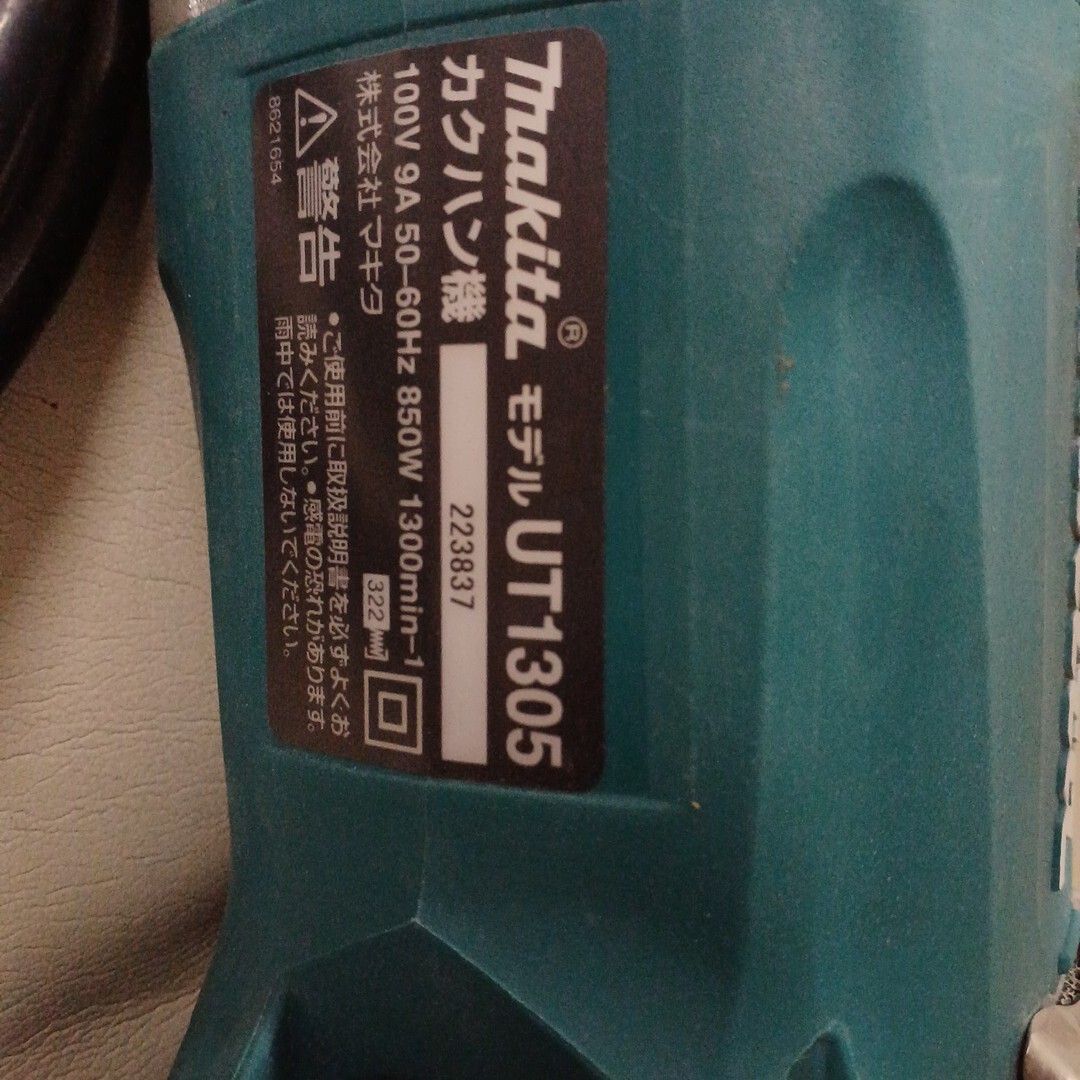 makita® モデル UT1305
カクハン機 223837
100V 9A 50-60Hz 850W 1300min-1
株式会社 マキタ 322
警告 •ご使用前に取扱説明書を必ずよくお
読みください。•感電の恐れがあります。
雨中では使用しないでください。
8621654